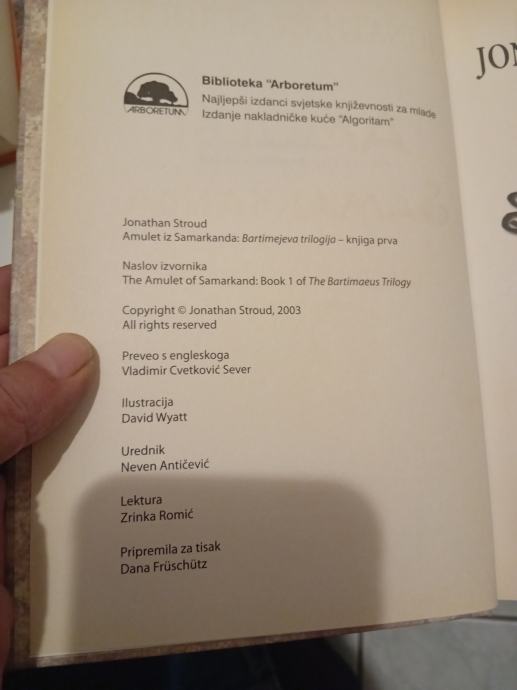 Biblioteka "Arboretum"
Najljepši izdanci svjetske književnosti za mlade
Izdanje nakladničke kuće "Algoritam"
ARBORETUM
Jonathan Stroud
Amulet iz Samarkanda: Bartimejeva trilogija – knjiga prva
Naslov izvornika
The Amulet of Samarkand: Book 1 of The Bartimaeus Trilogy
Copyright © Jonathan Stroud, 2003
All rights reserved
Preveo s engleskoga
Vladimir Cvetković Sever
Ilustracija
David Wyatt
Urednik
Neven Antičević
Lektura
Zrinka Romić
Pripremila za tisak
Dana Früschütz